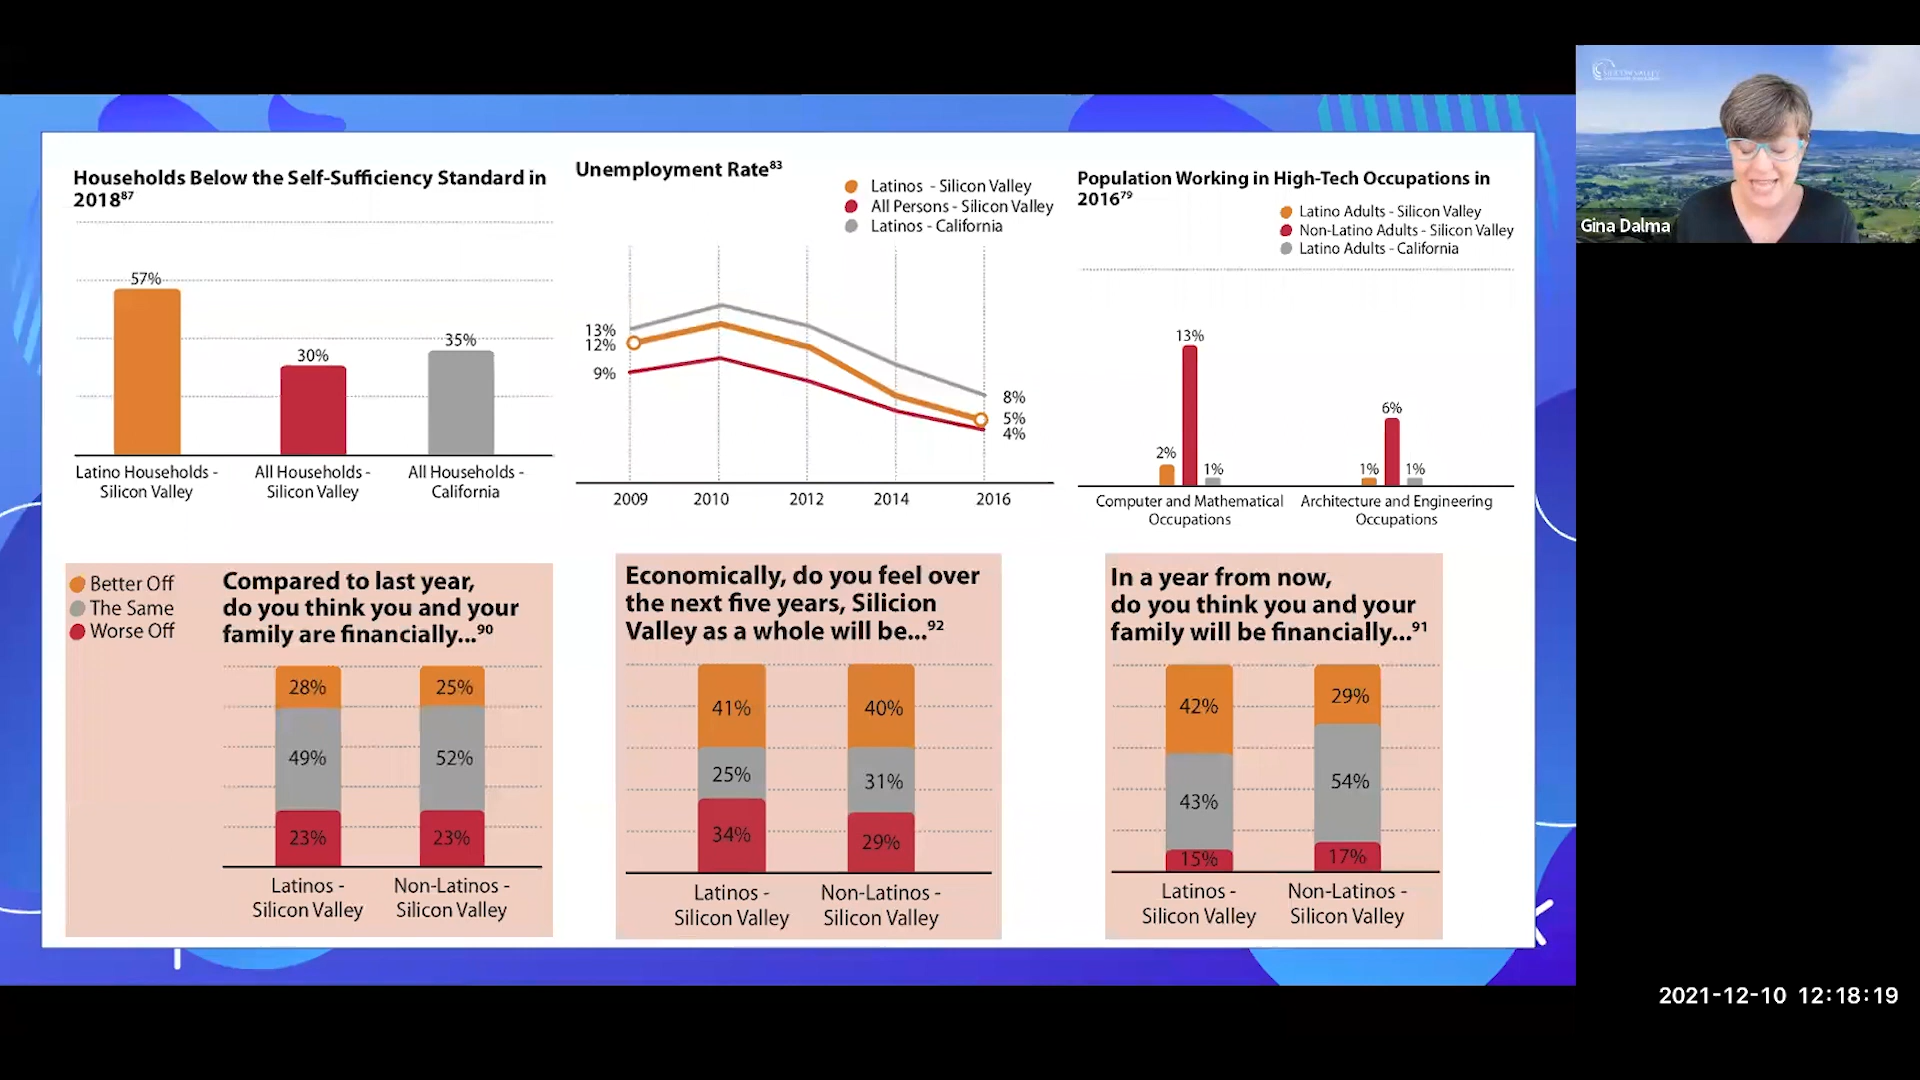 Households Below the Self-Sufficiency Standard in
2018⁸⁷
57%
30%
35%
Latino Households -
Silicon Valley
All Households -
Silicon Valley
All Households -
California
Unemployment Rate⁸³
Latinos - Silicon Valley
All Persons - Silicon Valley
Latinos - California
13%
12%
9%
8%
5%
4%
2009
2010
2012
2014
2016
Population Working in High-Tech Occupations in
2016⁷⁹
Latino Adults - Silicon Valley
Non-Latino Adults - Silicon Valley
Latino Adults - California
2%
13%
1%
1%
6%
1%
Computer and Mathematical
Occupations
Architecture and Engineering
Occupations
Better Off
The Same
Worse Off
Compared to last year,
do you think you and your
family are financially...⁹⁰
28%
25%
49%
52%
23%
23%
Latinos -
Silicon Valley
Non-Latinos -
Silicon Valley
Economically, do you feel over
the next five years, Silicion
Valley as a whole will be...⁹²
41%
40%
25%
31%
34%
29%
Latinos -
Silicon Valley
Non-Latinos -
Silicon Valley
In a year from now,
do you think you and your
family will be financially...⁹¹
42%
29%
43%
54%
15%
17%
Latinos -
Silicon Valley
Non-Latinos -
Silicon Valley
SILICON VALLEY
Gina Dalma
2021-12-10 12:18:19